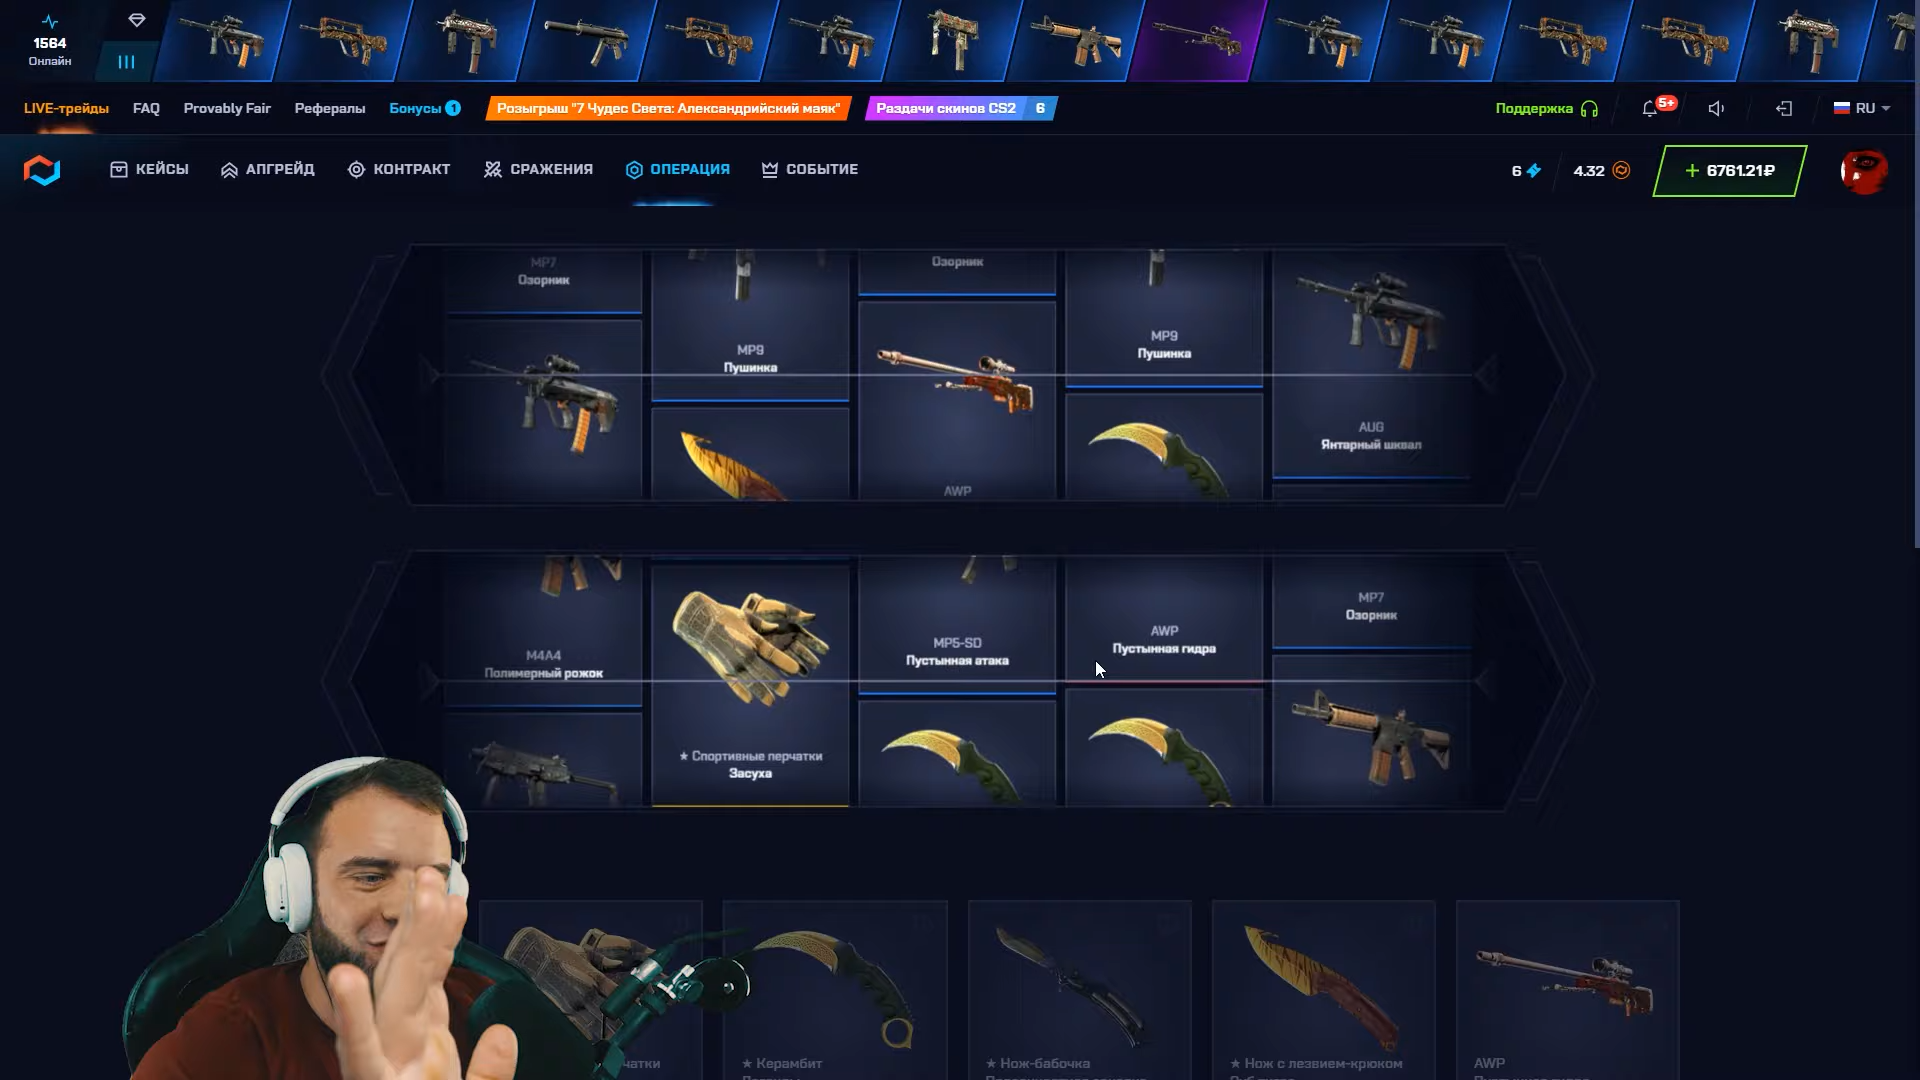 1564
Онлайн
LIVE-трейды
FAQ
Provably Fair
Рефералы
Бонусы 1
Розыгрыш "7 Чудес Света: Александрийский маяк"
Раздачи скинов CS2 6
Поддержка
5+
RU
КЕЙСЫ
АПГРЕЙД
КОНТРАКТ
СРАЖЕНИЯ
ОПЕРАЦИЯ
СОБЫТИЕ
6
4.32
+ 6761.21₽
MP7
Озорник
MP9
Пушинка
Озорник
AWP
MP9
Пушинка
AUG
Янтарный шквал
M4A4
Полимерный рожок
★ Спортивные перчатки
Засуха
MP5-SD
Пустынная атака
AWP
Пустынная гидра
MP7
Озорник
чатки
★ Керамбит
★ Нож-бабочка
★ Нож с лезвием-крюком
AWP